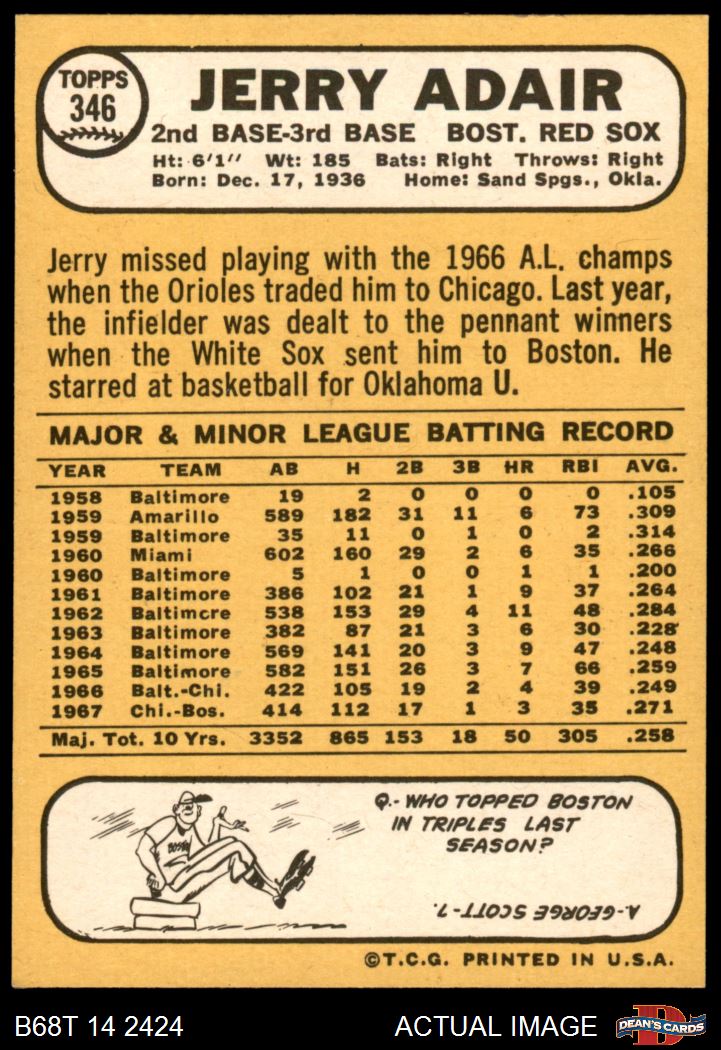 TOPPS
346
JERRY ADAIR
2nd BASE-3rd BASE BOST. RED SOX
Ht: 6'1" Wt: 185 Bats: Right Throws: Right
Born: Dec. 17, 1936 Home: Sand Spgs., Okla.
Jerry missed playing with the 1966 A.L. champs
when the Orioles traded him to Chicago. Last year,
the infielder was dealt to the pennant winners
when the White Sox sent him to Boston. He
starred at basketball for Oklahoma U.
MAJOR & MINOR LEAGUE BATTING RECORD
YEAR TEAM AB H 2B 3B HR RBI AVG.
1958 Baltimore 19 2 0 0 0 0 .105
1959 Amarillo 589 182 31 11 6 73 .309
1959 Baltimore 35 11 0 1 0 2 .314
1960 Miami 602 160 29 2 6 35 .266
1960 Baltimore 5 1 0 0 1 1 .200
1961 Baltimore 386 102 21 1 9 37 .264
1962 Baltimore 538 153 29 4 11 48 .284
1963 Baltimore 382 87 21 3 6 30 .228
1964 Baltimore 569 141 20 3 9 47 .248
1965 Baltimore 582 151 26 3 7 66 .259
1966 Balt.-Chi. 422 105 19 2 4 39 .249
1967 Chi.-Bos. 414 112 17 1 3 35 .271
Maj. Tot. 10 Yrs. 3352 865 153 18 50 305 .258
BOSTON
Q.- WHO TOPPED BOSTON
IN TRIPLES LAST
SEASON?
A-GEORGE SCOTT-7.
©T.C.G. PRINTED IN U.S.A.
B68T 14 2424 ACTUAL IMAGE
D
DEAN'S CARDS